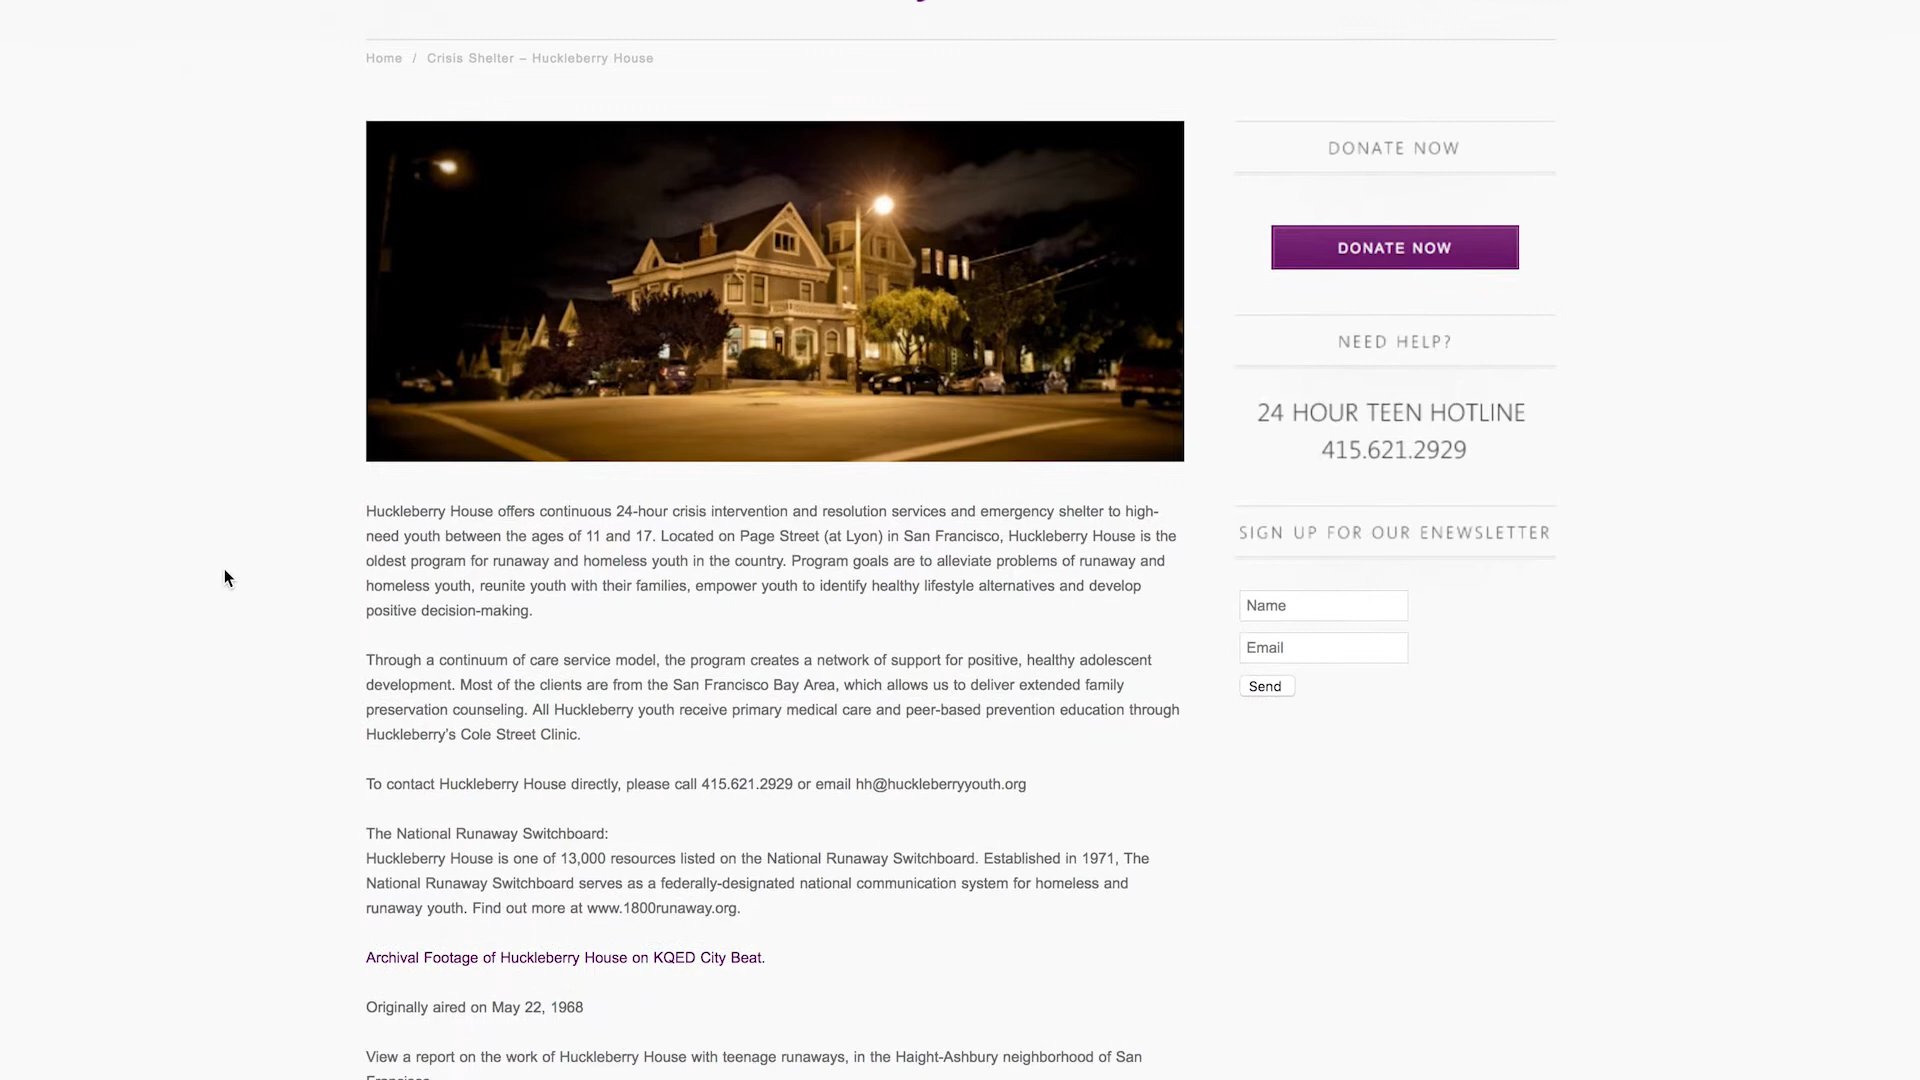 Home / Crisis Shelter – Huckleberry House
DONATE NOW
DONATE NOW
NEED HELP?
24 HOUR TEEN HOTLINE
415.621.2929
SIGN UP FOR OUR ENEWSLETTER
Name
Email
Send
Huckleberry House offers continuous 24-hour crisis intervention and resolution services and emergency shelter to high-
need youth between the ages of 11 and 17. Located on Page Street (at Lyon) in San Francisco, Huckleberry House is the
oldest program for runaway and homeless youth in the country. Program goals are to alleviate problems of runaway and
homeless youth, reunite youth with their families, empower youth to identify healthy lifestyle alternatives and develop
positive decision-making.
Through a continuum of care service model, the program creates a network of support for positive, healthy adolescent
development. Most of the clients are from the San Francisco Bay Area, which allows us to deliver extended family
preservation counseling. All Huckleberry youth receive primary medical care and peer-based prevention education through
Huckleberry's Cole Street Clinic.
To contact Huckleberry House directly, please call 415.621.2929 or email hh@huckleberryyouth.org
The National Runaway Switchboard:
Huckleberry House is one of 13,000 resources listed on the National Runaway Switchboard. Established in 1971, The
National Runaway Switchboard serves as a federally-designated national communication system for homeless and
runaway youth. Find out more at www.1800runaway.org.
Archival Footage of Huckleberry House on KQED City Beat.
Originally aired on May 22, 1968
View a report on the work of Huckleberry House with teenage runaways, in the Haight-Ashbury neighborhood of San